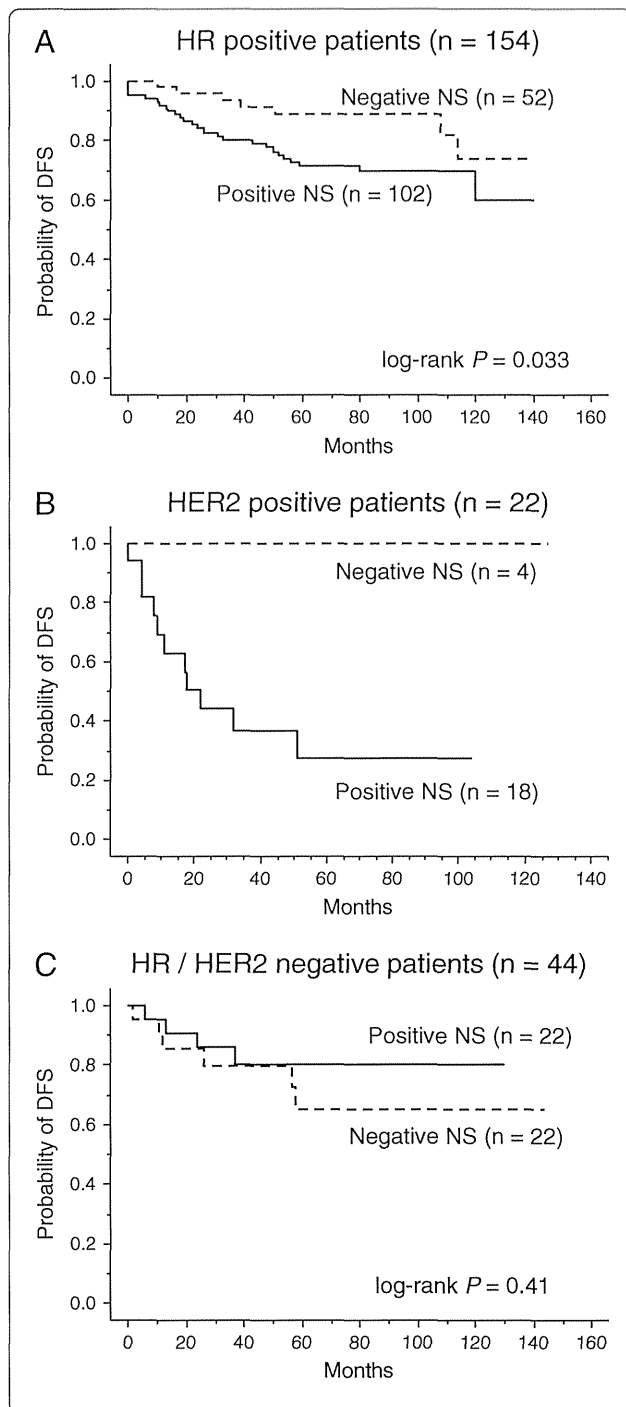 A HR positive patients (n = 154)
1.0
0.8
0.6
0.4
0.2
0.0
Probability of DFS
Negative NS (n = 52)
Positive NS (n = 102)
log-rank P = 0.033
0 20 40 60 80 100 120 140 160
Months
B HER2 positive patients (n = 22)
1.0
0.8
0.6
0.4
0.2
0.0
Probability of DFS
Negative NS (n = 4)
Positive NS (n = 18)
0 20 40 60 80 100 120 140
Months
C HR / HER2 negative patients (n = 44)
1.0
0.8
0.6
0.4
0.2
0.0
Probability of DFS
Positive NS (n = 22)
Negative NS (n = 22)
log-rank P = 0.41
0 20 40 60 80 100 120 140 160
Months